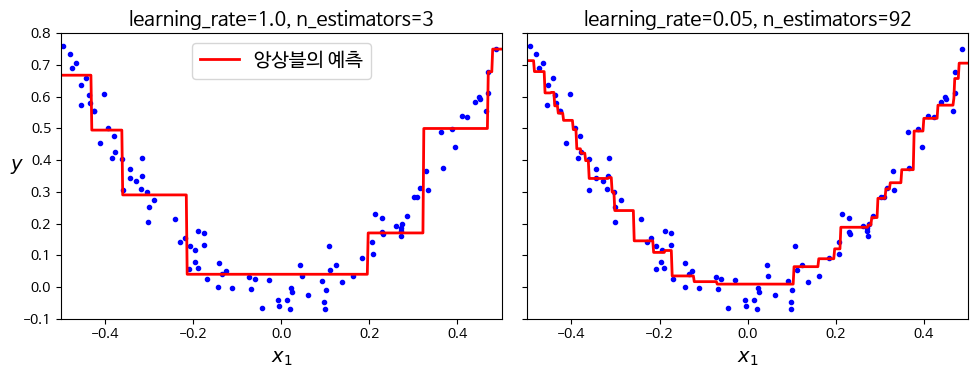 learning_rate=1.0, n_estimators=3
learning_rate=0.05, n_estimators=92
앙상블의 예측
0.8
0.7
0.6
0.5
0.4
0.3
0.2
0.1
0.0
−0.1
y
−0.4 −0.2 0.0 0.2 0.4
−0.4 −0.2 0.0 0.2 0.4
x₁
x₁